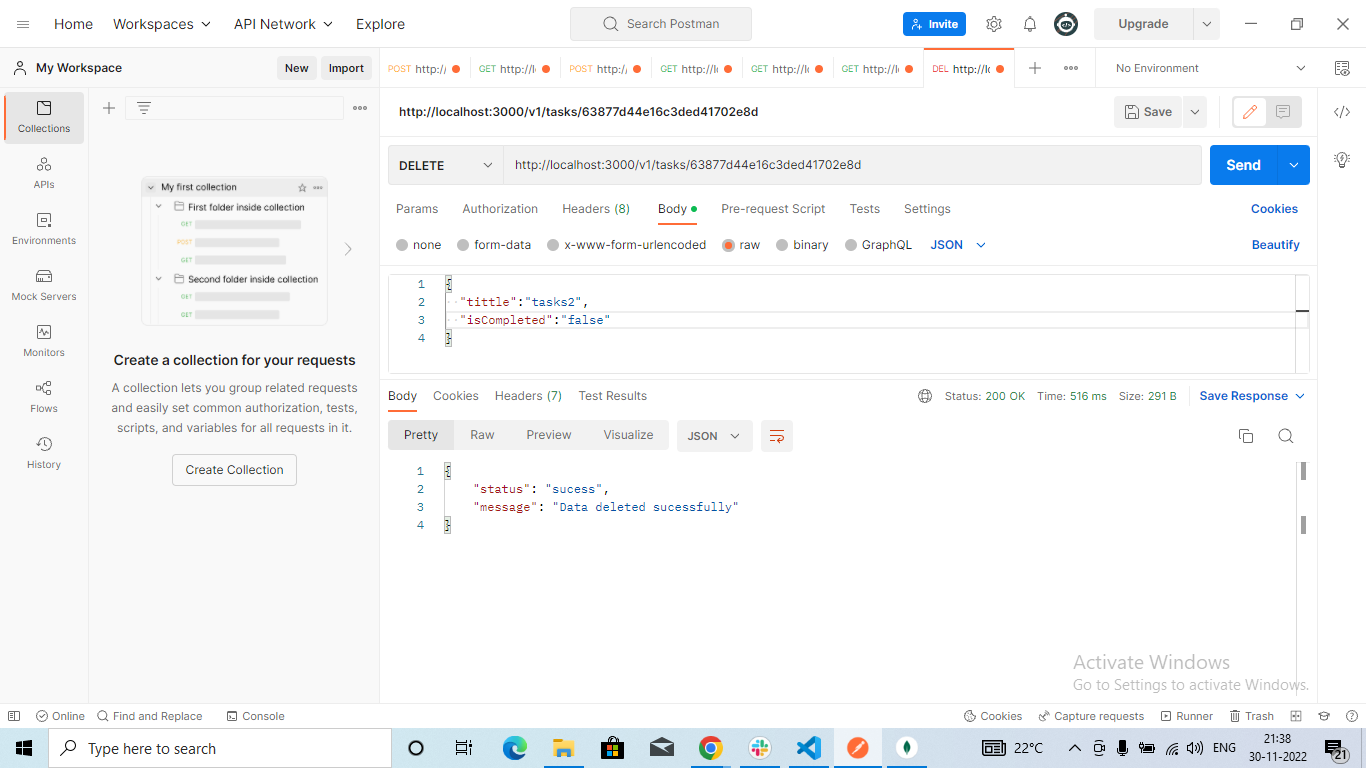 Home Workspaces API Network Explore Search Postman Invite Upgrade
My Workspace New Import POST http:/ GET http://l POST http:/ GET http://l GET http://l GET http://l DEL http://l No Environment
Collections
APIs
Environments
Mock Servers
Monitors
Flows
History
My first collection
First folder inside collection
GET
POST
GET
Second folder inside collection
GET
GET
Create a collection for your requests
A collection lets you group related requests
and easily set common authorization, tests,
scripts, and variables for all requests in it.
Create Collection
http://localhost:3000/v1/tasks/63877d44e16c3ded41702e8d Save
DELETE http://localhost:3000/v1/tasks/63877d44e16c3ded41702e8d Send
Params Authorization Headers (8) Body Pre-request Script Tests Settings Cookies
none form-data x-www-form-urlencoded raw binary GraphQL JSON Beautify
1 {
2 "tittle":"tasks2",
3 "isCompleted":"false"
4 }
Body Cookies Headers (7) Test Results Status: 200 OK Time: 516 ms Size: 291 B Save Response
Pretty Raw Preview Visualize JSON
1 {
2 "status": "sucess",
3 "message": "Data deleted sucessfully"
4 }
Activate Windows
Go to Settings to activate Windows.
Online Find and Replace Console Cookies Capture requests Runner Trash
Type here to search 22°C ENG 21:38
30-11-2022 21